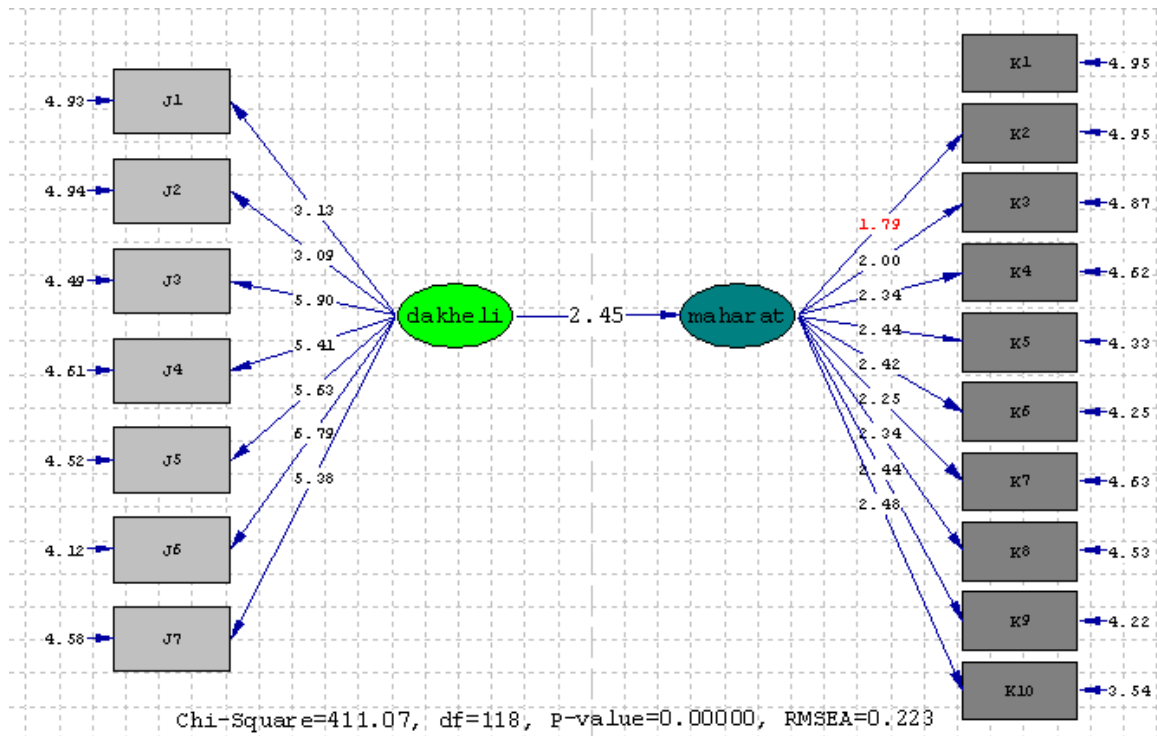 K1
4.95
J1
4.93
K2
4.95
J2
4.94
K3
4.87
3.13
1.79
3.09
2.00
J3
4.49
5.90
K4
4.62
2.34
dakheli
2.45
maharat
2.44
K5
4.33
5.41
2.42
J4
4.61
5.63
2.25
K6
4.25
6.79
2.34
J5
4.52
5.38
2.44
K7
4.63
2.48
J6
4.12
K8
4.53
J7
4.58
K9
4.22
K10
3.54
Chi-Square=411.07, df=118, P-value=0.00000, RMSEA=0.223